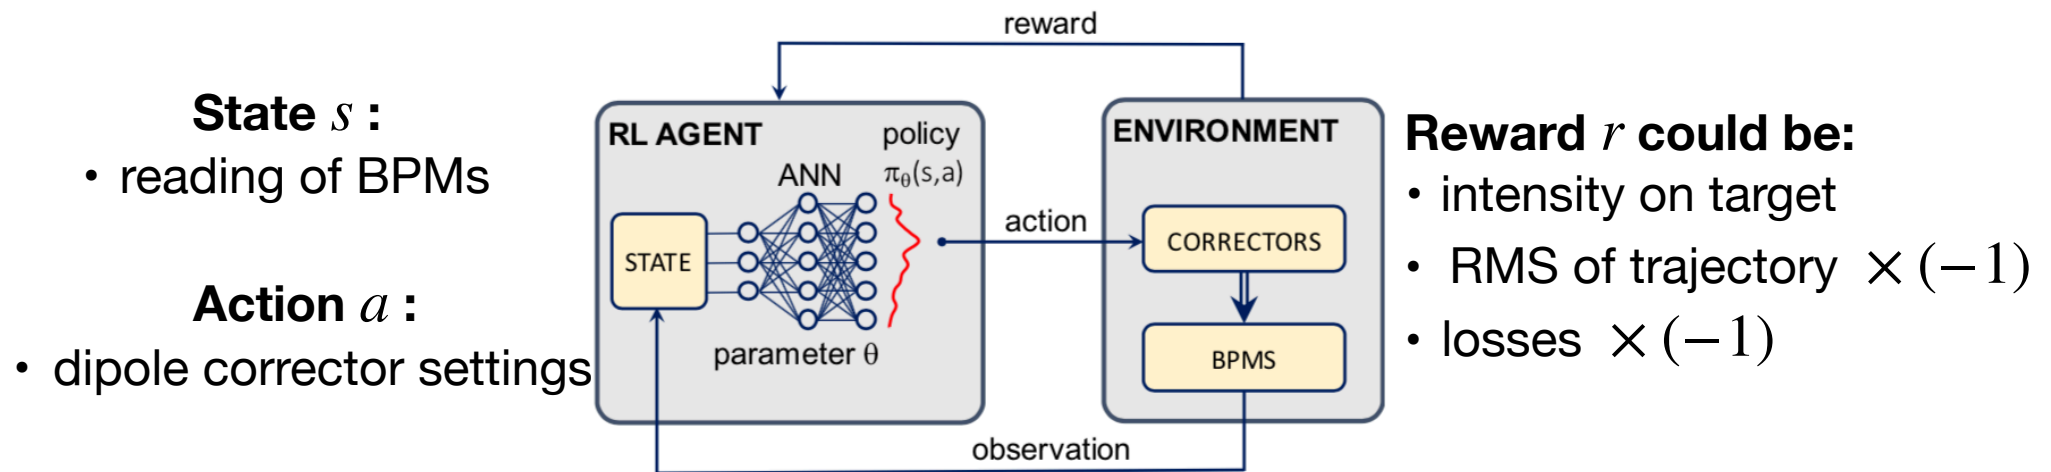 State s :
• reading of BPMs
Action a :
• dipole corrector settings
reward
RL AGENT
policy
πθ(s,a)
ANN
STATE
parameter θ
action
observation
ENVIRONMENT
CORRECTORS
BPMS
Reward r could be:
• intensity on target
• RMS of trajectory × (−1)
• losses × (−1)